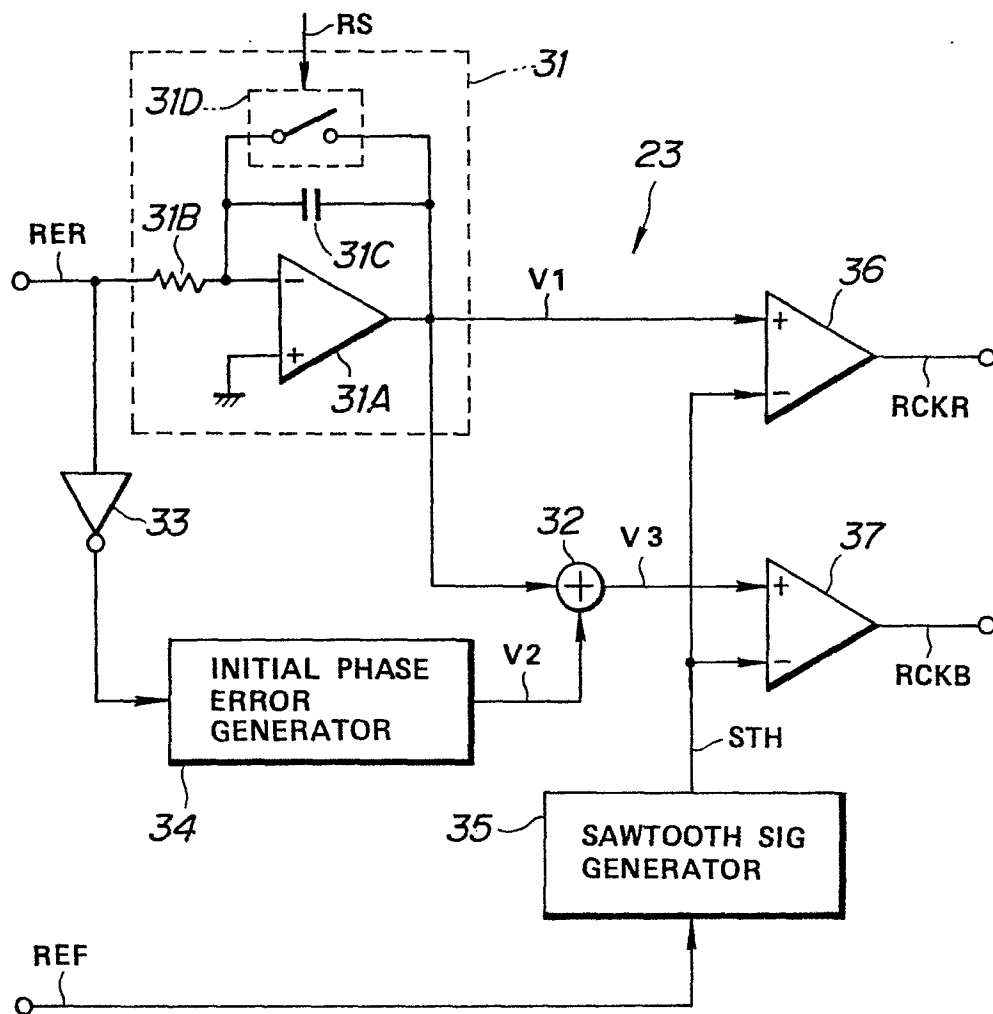 RS
31
31D
23
31B
31C
RER
V1
36
−
+
+
−
31A
RCKR
33
32
V3
37
+
+
−
INITIAL PHASE
ERROR
GENERATOR
V2
RCKB
STH
34
35
SAWTOOTH SIG
GENERATOR
REF